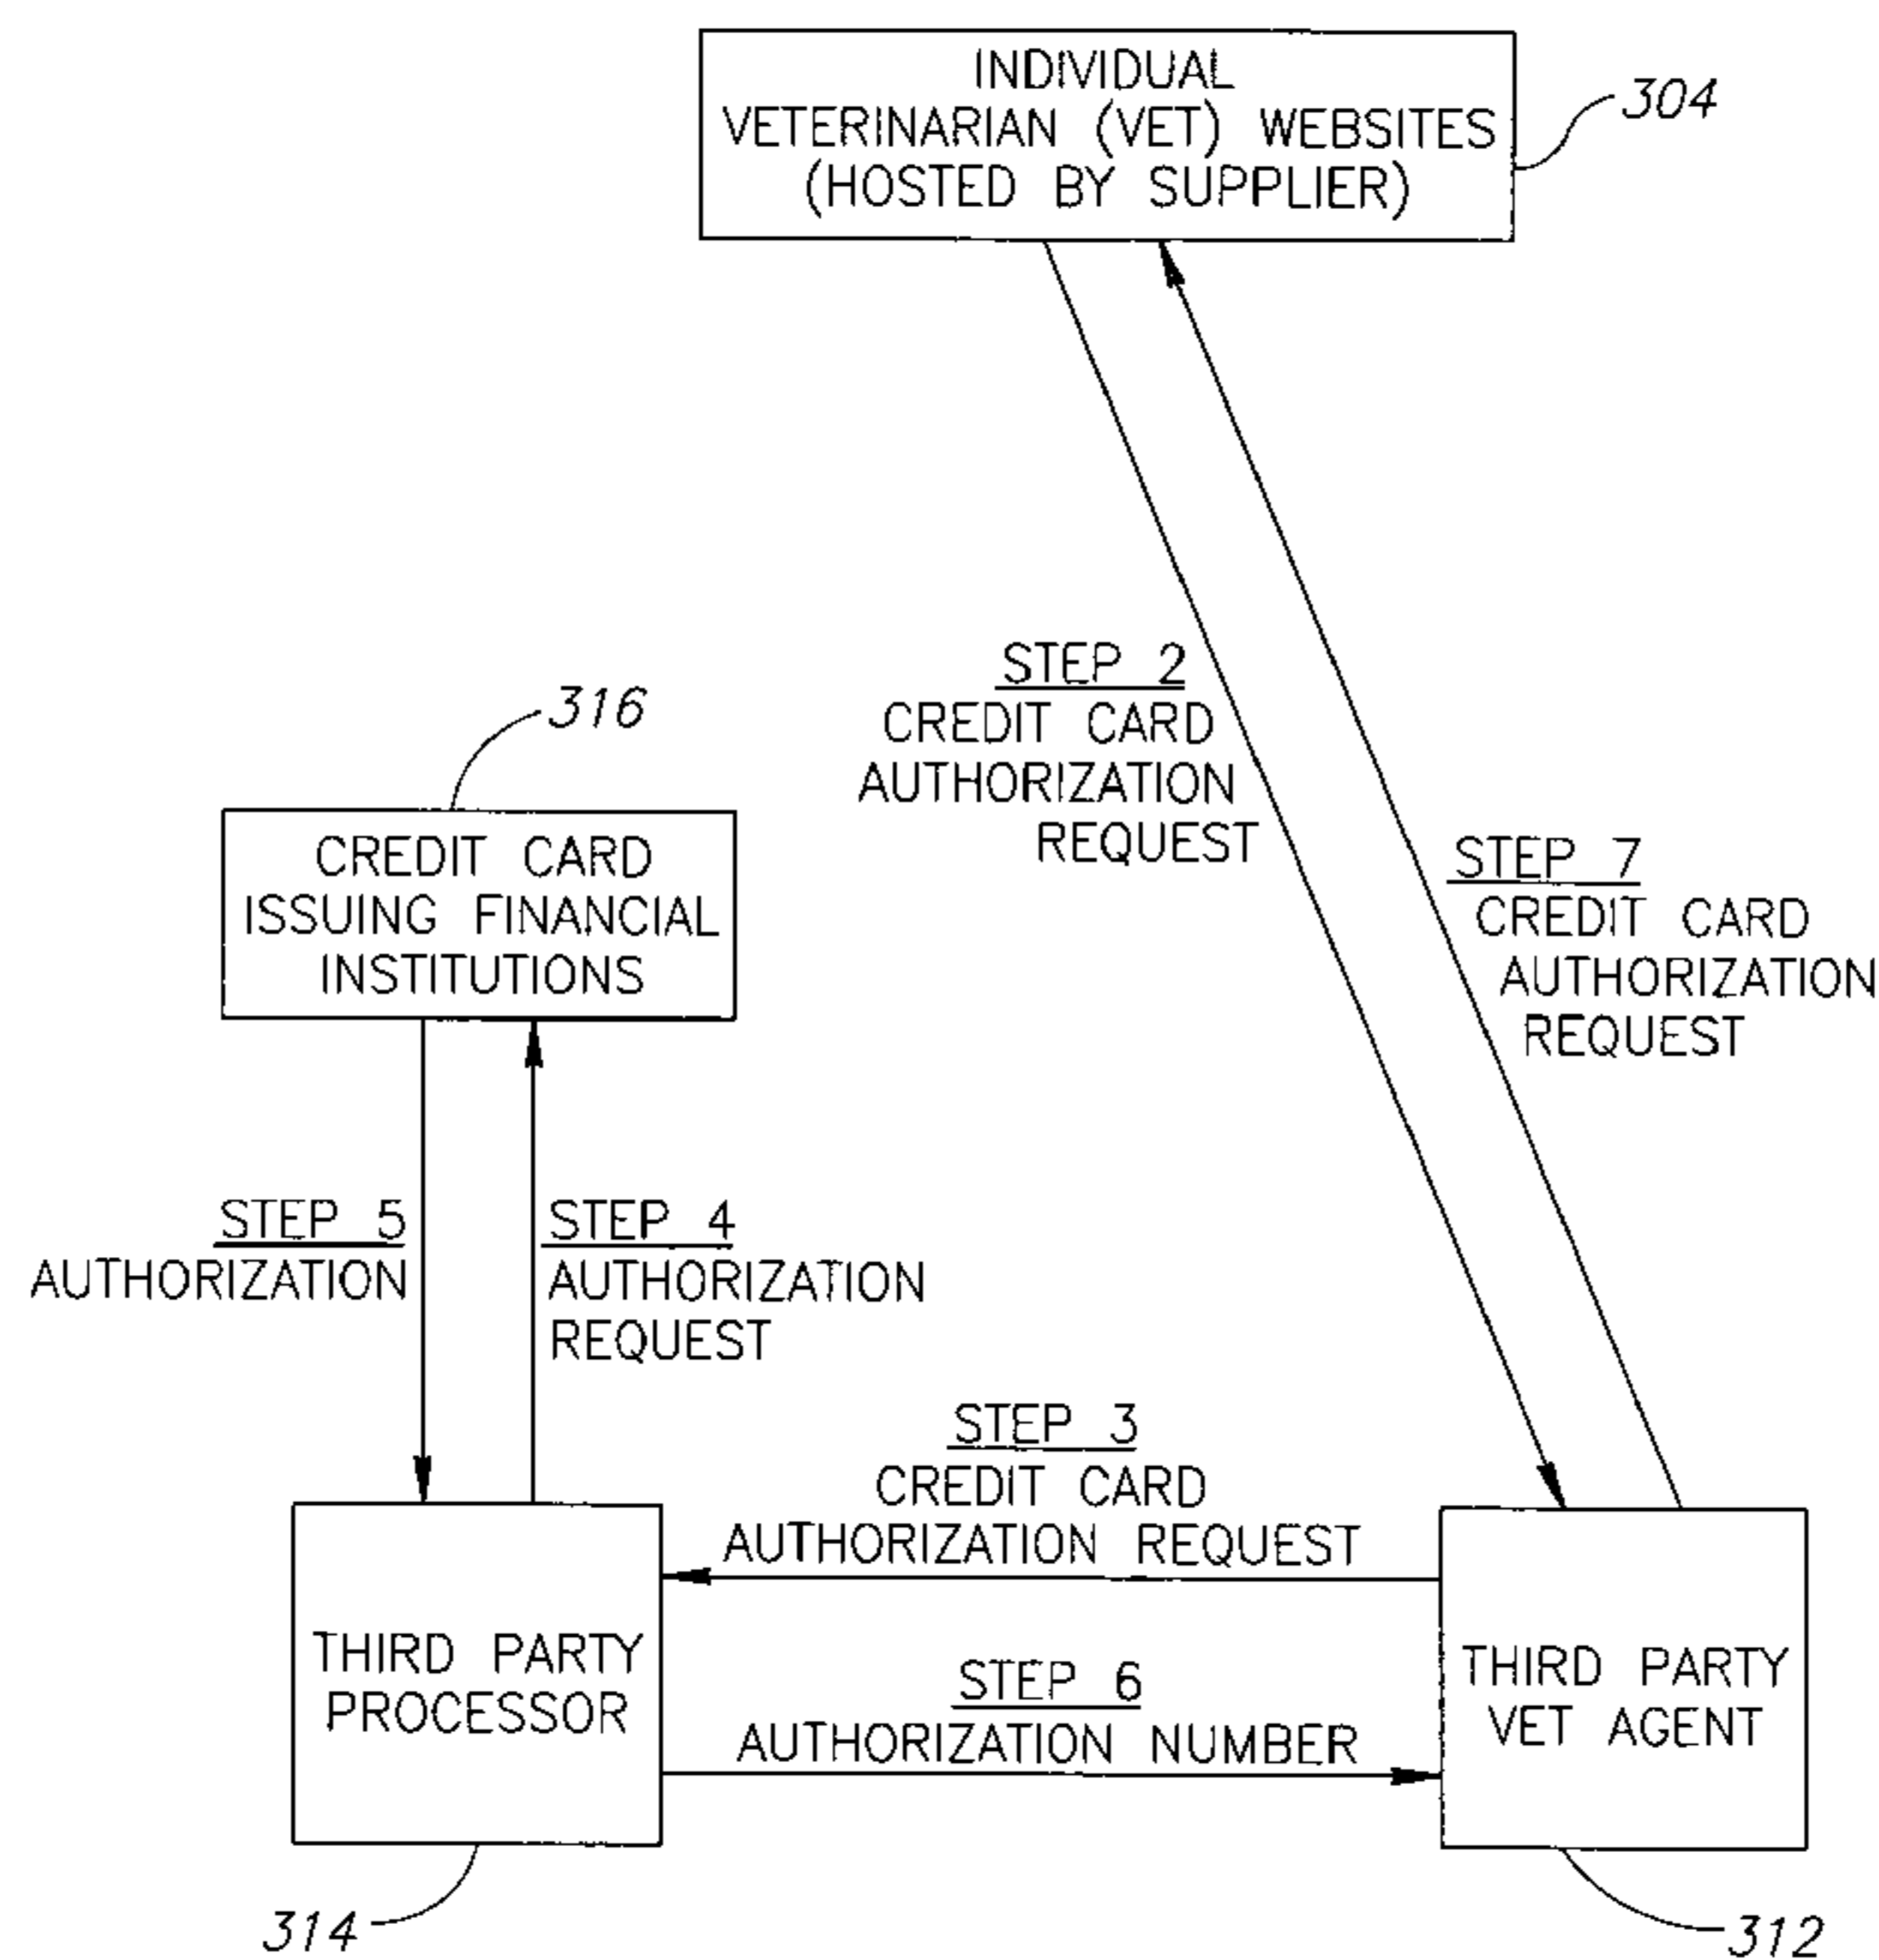 INDIVIDUAL
VETERINARIAN (VET) WEBSITES
(HOSTED BY SUPPLIER)
304
STEP 2
CREDIT CARD
AUTHORIZATION
REQUEST
316
CREDIT CARD
ISSUING FINANCIAL
INSTITUTIONS
STEP 7
CREDIT CARD
AUTHORIZATION
REQUEST
STEP 5
AUTHORIZATION
STEP 4
AUTHORIZATION
REQUEST
STEP 3
CREDIT CARD
AUTHORIZATION REQUEST
THIRD PARTY
PROCESSOR
STEP 6
AUTHORIZATION NUMBER
THIRD PARTY
VET AGENT
314
312